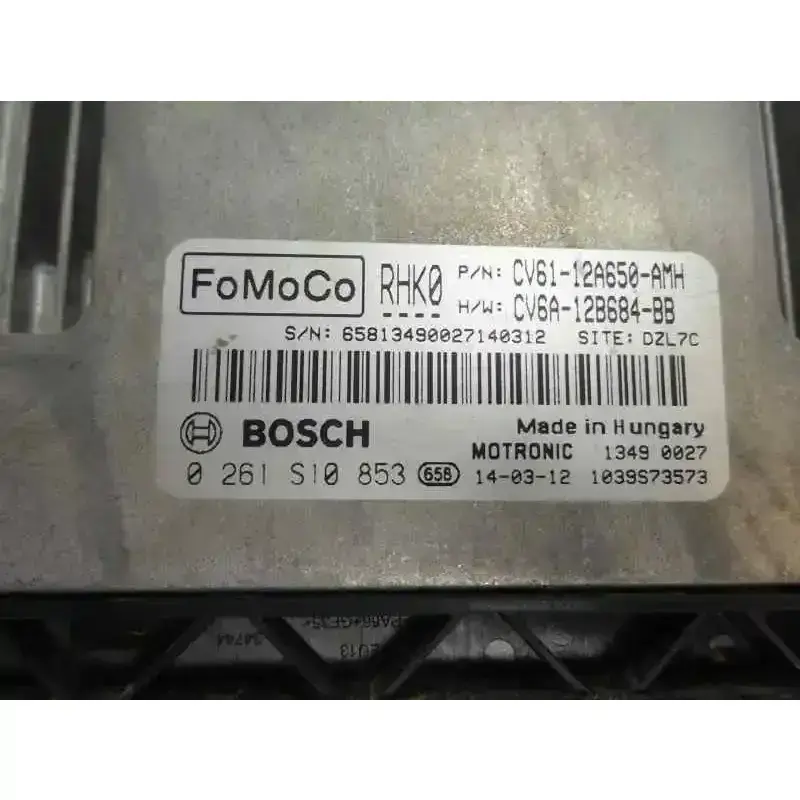 FoMoCo RHK0 P/N: CV61-12A650-AMH
H/W: CV6A-12B684-BB
S/N: 65813490027140312 SITE: DZL7C
BOSCH Made in Hungary
MOTRONIC 1349 0027
0 261 S10 853 65B 14-03-12 1039S73573